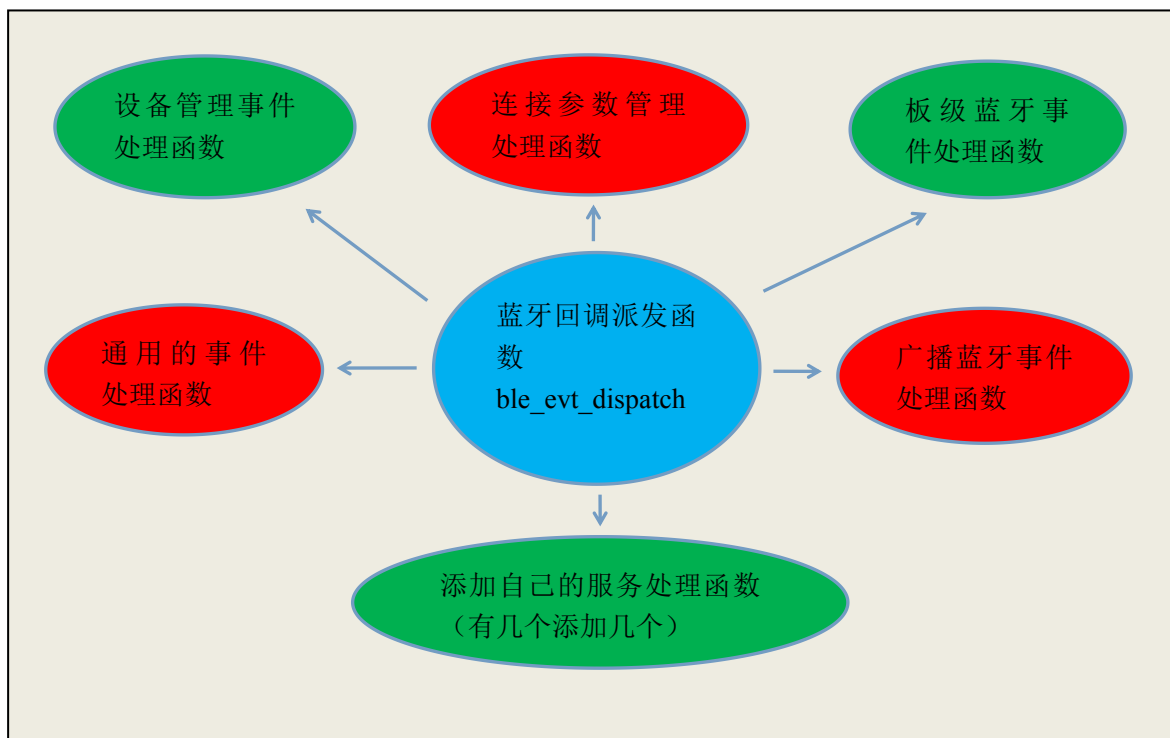 设备管理事件
处理函数
连接参数管理
处理函数
板级蓝牙事
件处理函数
通用的事件
处理函数
蓝牙回调派发函
数
ble_evt_dispatch
广播蓝牙事件
处理函数
添加自己的服务处理函数
（有几个添加几个）